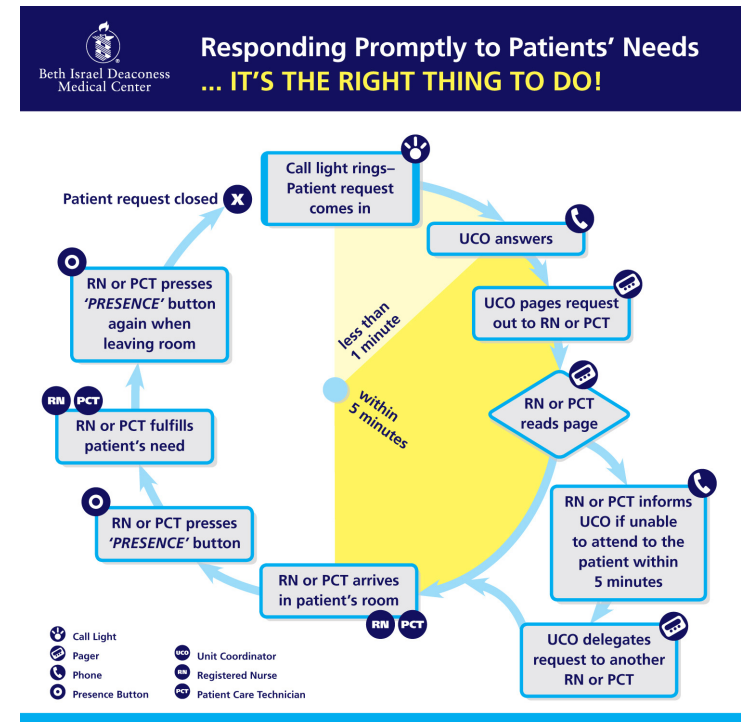 Beth Israel Deaconess
Medical Center
Responding Promptly to Patients' Needs
... IT'S THE RIGHT THING TO DO!
Call light rings–
Patient request
comes in
UCO answers
UCO pages request
out to RN or PCT
RN or PCT
reads page
RN or PCT informs
UCO if unable
to attend to the
patient within
5 minutes
UCO delegates
request to another
RN or PCT
RN or PCT arrives
in patient's room
RN PCT
RN or PCT presses
'PRESENCE' button
RN PCT
RN or PCT fulfills
patient's need
RN or PCT presses
'PRESENCE' button
again when
leaving room
Patient request closed X
less than
1 minute
within
5 minutes
Call Light
Pager
Phone
Presence Button
UCO Unit Coordinator
RN Registered Nurse
PCT Patient Care Technician